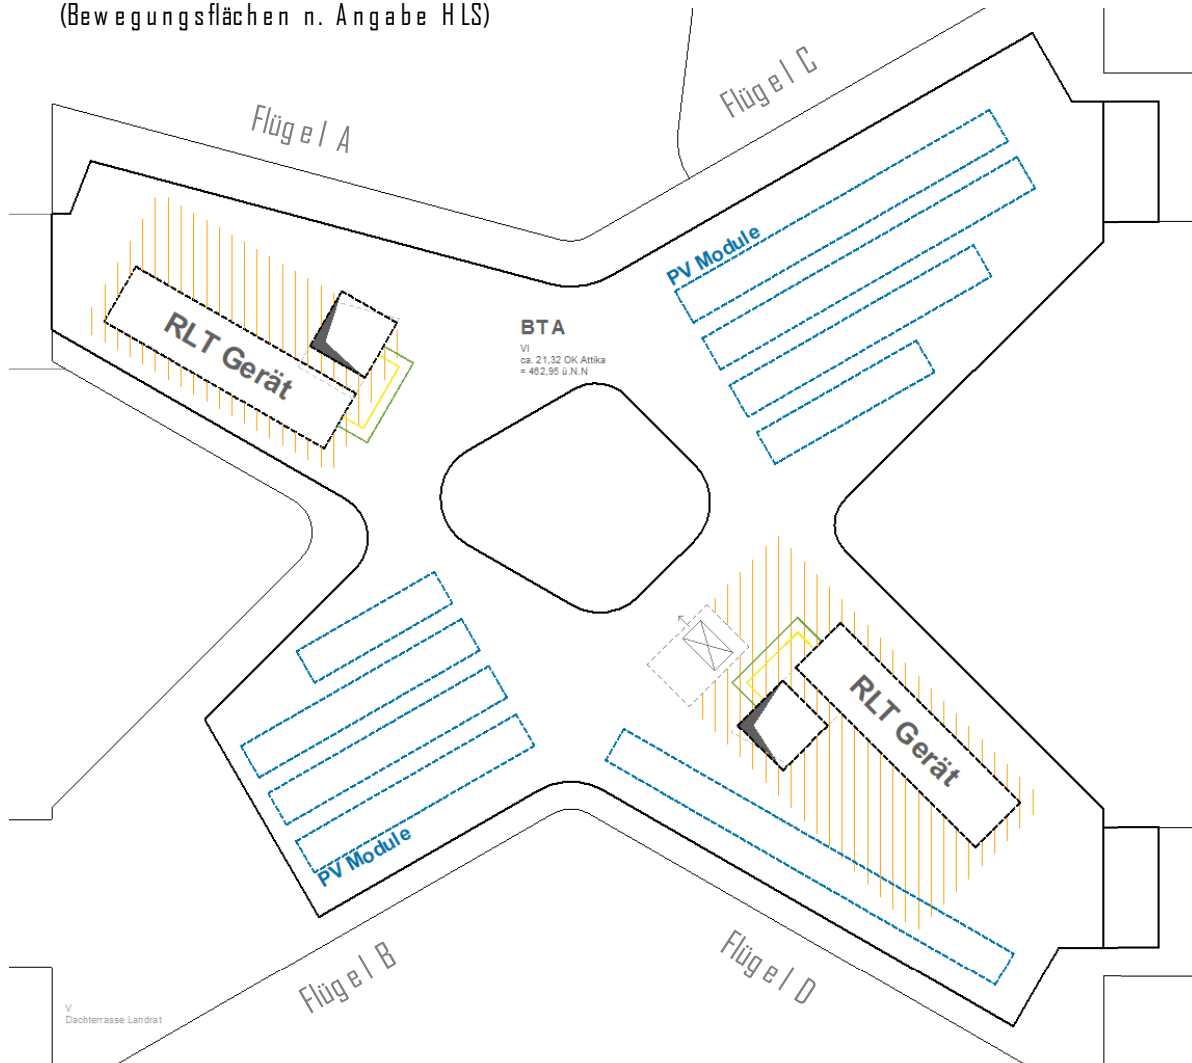 (Bewegungsflächen n. Angabe HLS)
Flügel C
Flügel A
PV Module
RLT Gerät
BTA
VI
ca. 21,32 OK Attika
= 462,95 ü.N.N
RLT Gerät
PV Module
Flügel B
Flügel D
V
Dachterrasse Landrat